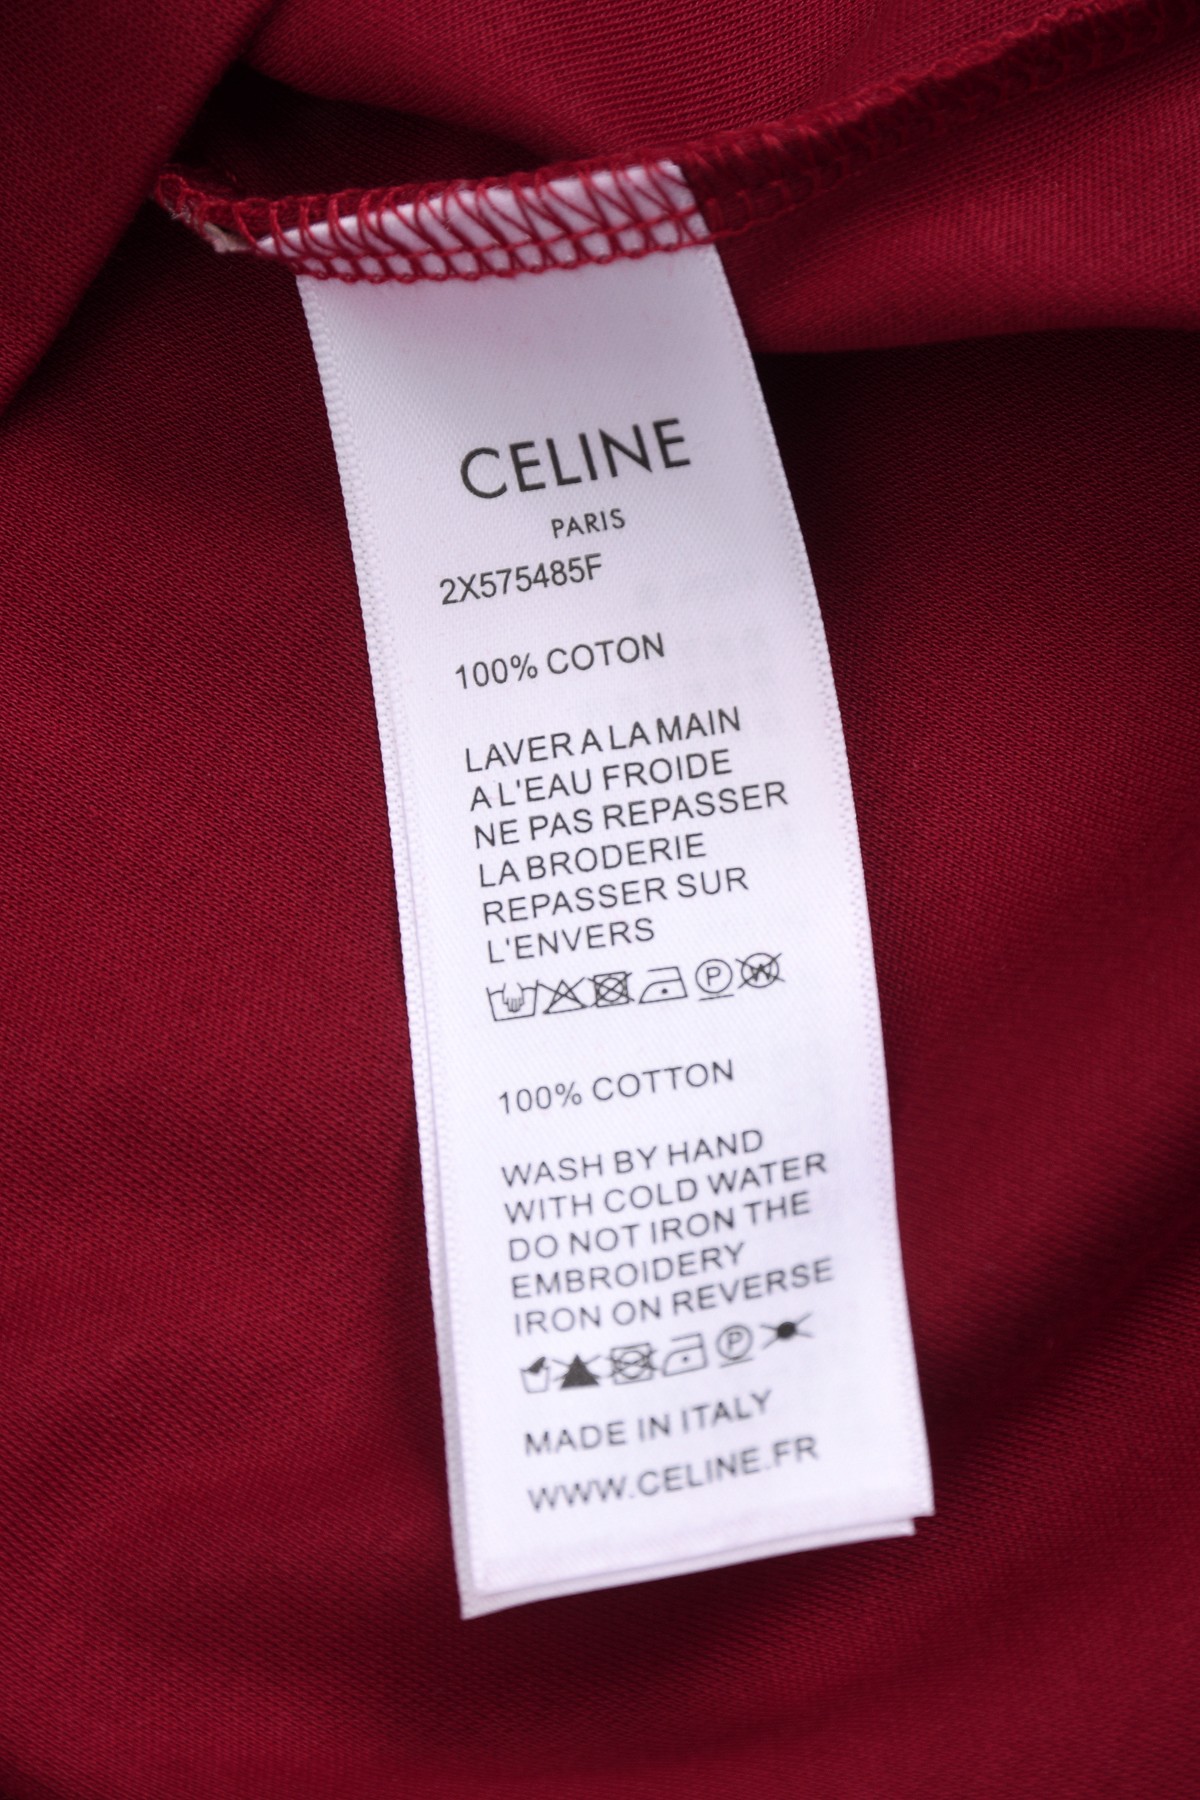 CELINE
PARIS
2X575485F
100% COTON
LAVER A LA MAIN
A L'EAU FROIDE
NE PAS REPASSER
LA BRODERIE
REPASSER SUR
L'ENVERS
P W
100% COTTON
WASH BY HAND
WITH COLD WATER
DO NOT IRON THE
EMBROIDERY
IRON ON REVERSE
P
MADE IN ITALY
WWW.CELINE.FR